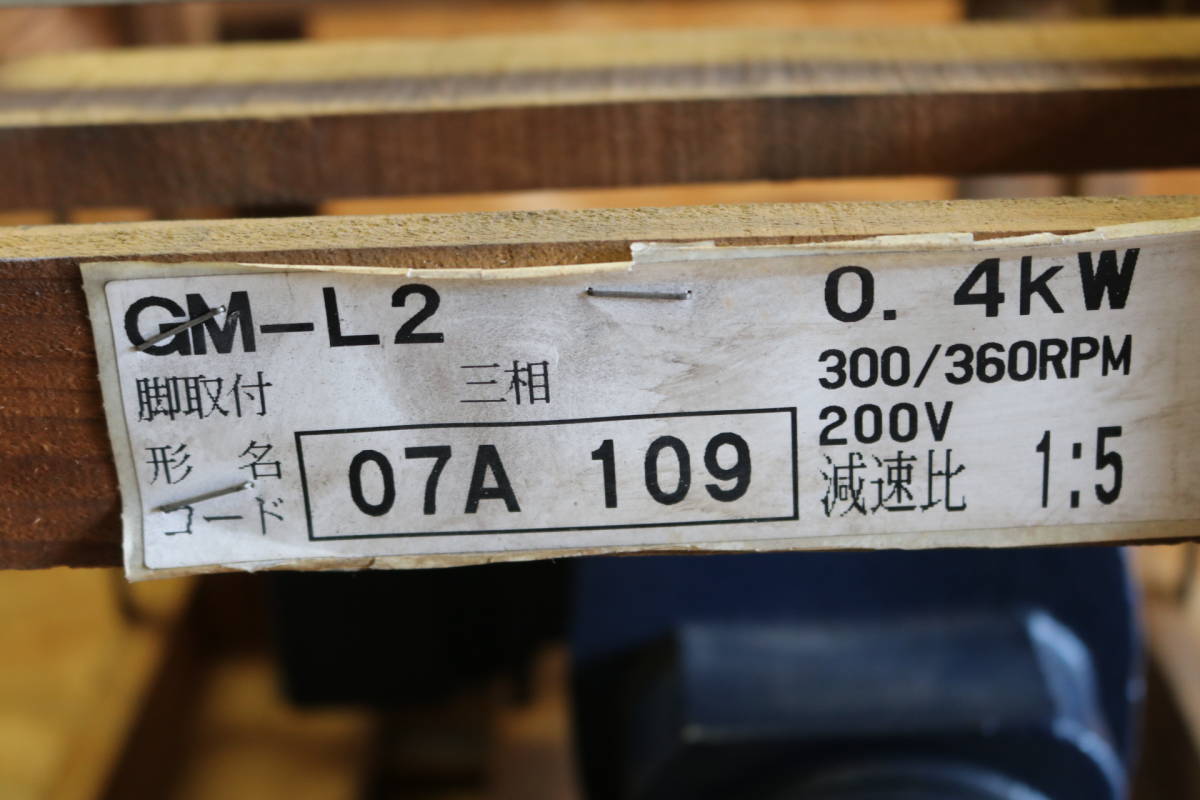 GM-L2 0.4kW
脚取付 三相 300/360RPM
200V
形名 07A 109
コード 減速比 1:5